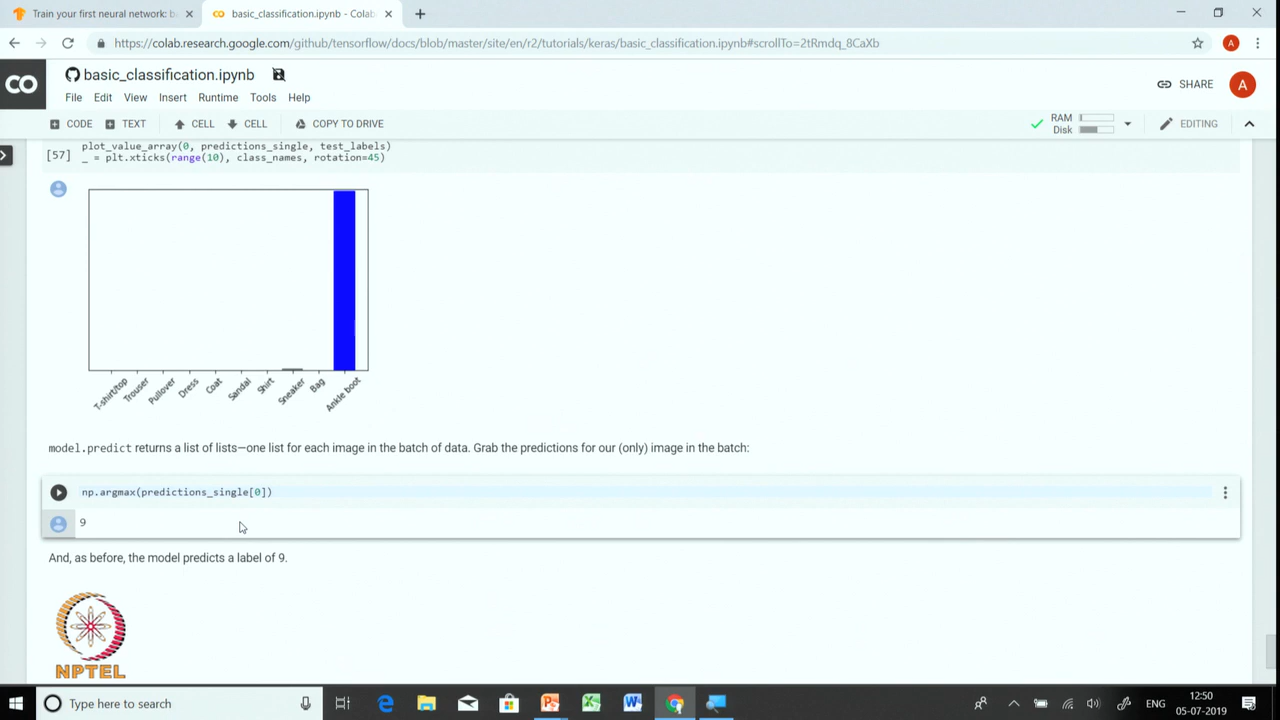 Train your first neural network: b
basic_classification.ipynb - Colab
https://colab.research.google.com/github/tensorflow/docs/blob/master/site/en/r2/tutorials/keras/basic_classification.ipynb#scrollTo=2tRmdq_8CaXb
A
CO
basic_classification.ipynb
SHARE
A
File Edit View Insert Runtime Tools Help
CODE TEXT CELL CELL COPY TO DRIVE
RAM
Disk
EDITING
plot_value_array(0, predictions_single, test_labels)
[57] _ = plt.xticks(range(10), class_names, rotation=45)
T-shirt/top Trouser Pullover Dress Coat Sandal Shirt Sneaker Bag Ankle boot
model.predict returns a list of lists—one list for each image in the batch of data. Grab the predictions for our (only) image in the batch:
np.argmax(predictions_single[0])
9
And, as before, the model predicts a label of 9.
NPTEL
Type here to search
ENG
12:50
05-07-2019